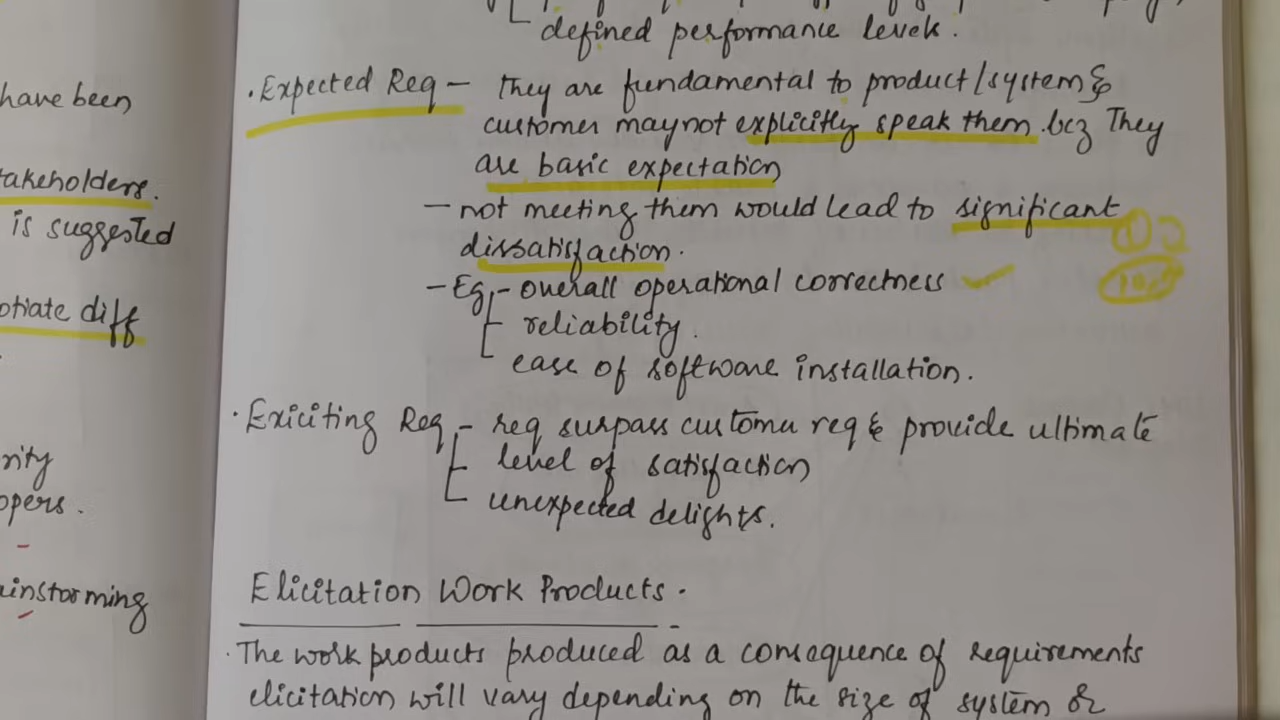 have been
takeholders.
is suggested
otiate diff
rity
opers.
instorming
defined performance levels.
. Expected Req - They are fundamental to product/system &
customer may not explicitly speak them bcz They
are basic expectation
- not meeting them would lead to significant
dissatisfaction.
- Eg - overall operational correctness
reliability.
ease of software installation.
. Exiciting Req - req surpass customer req & provide ultimate
level of satisfaction
unexpected delights.
Elicitation Work Products.
. The work products produced as a consequence of requirements
elicitation will vary depending on the size of system or